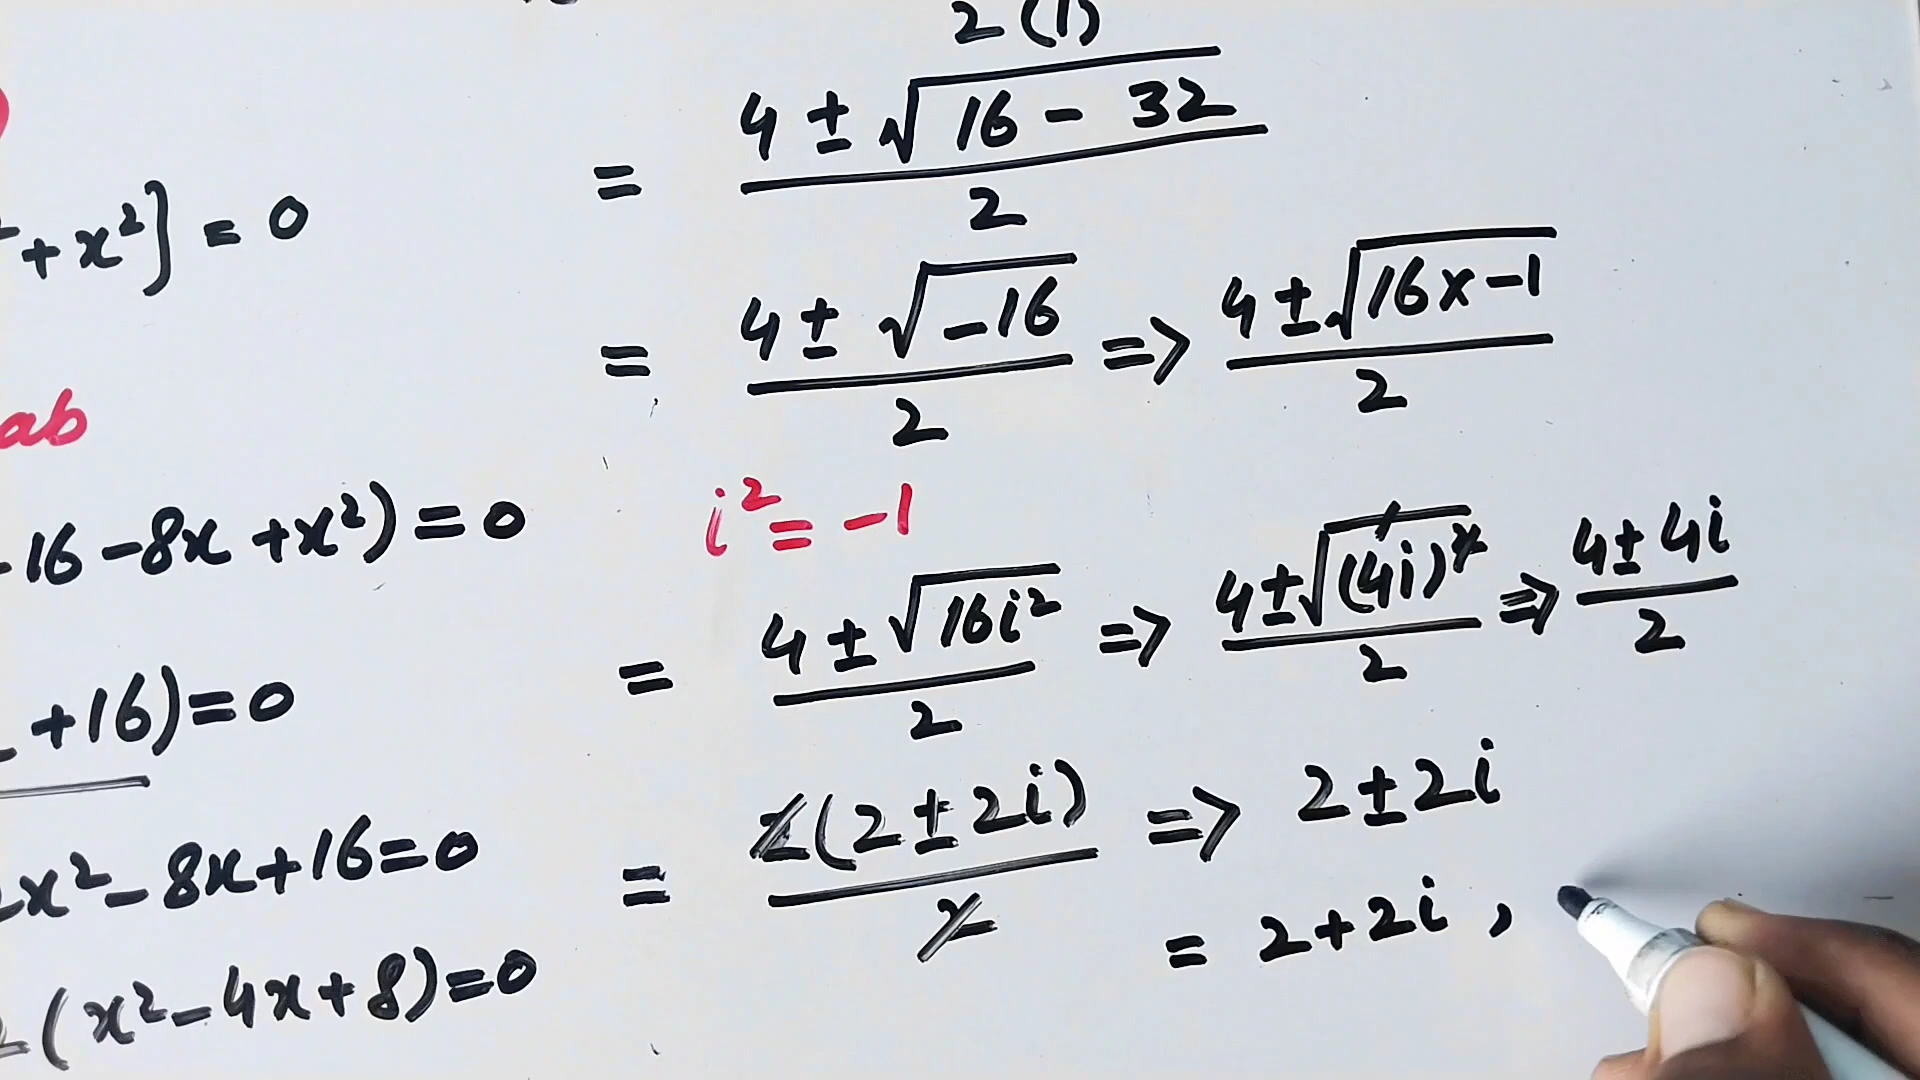 + x²] = 0
ab
16 - 8x + x²) = 0
+16) = 0
x² - 8x + 16 = 0
(x² - 4x + 8) = 0
2(1)
= 4 ± √16 - 32 / 2
= 4 ± √-16 / 2 => 4 ± √16x-1 / 2
i² = -1
= 4 ± √16i² / 2 => 4 ± √(4i)² / 2 => 4 ± 4i / 2
= 2(2 ± 2i) / 2 => 2 ± 2i
= 2 + 2i ,